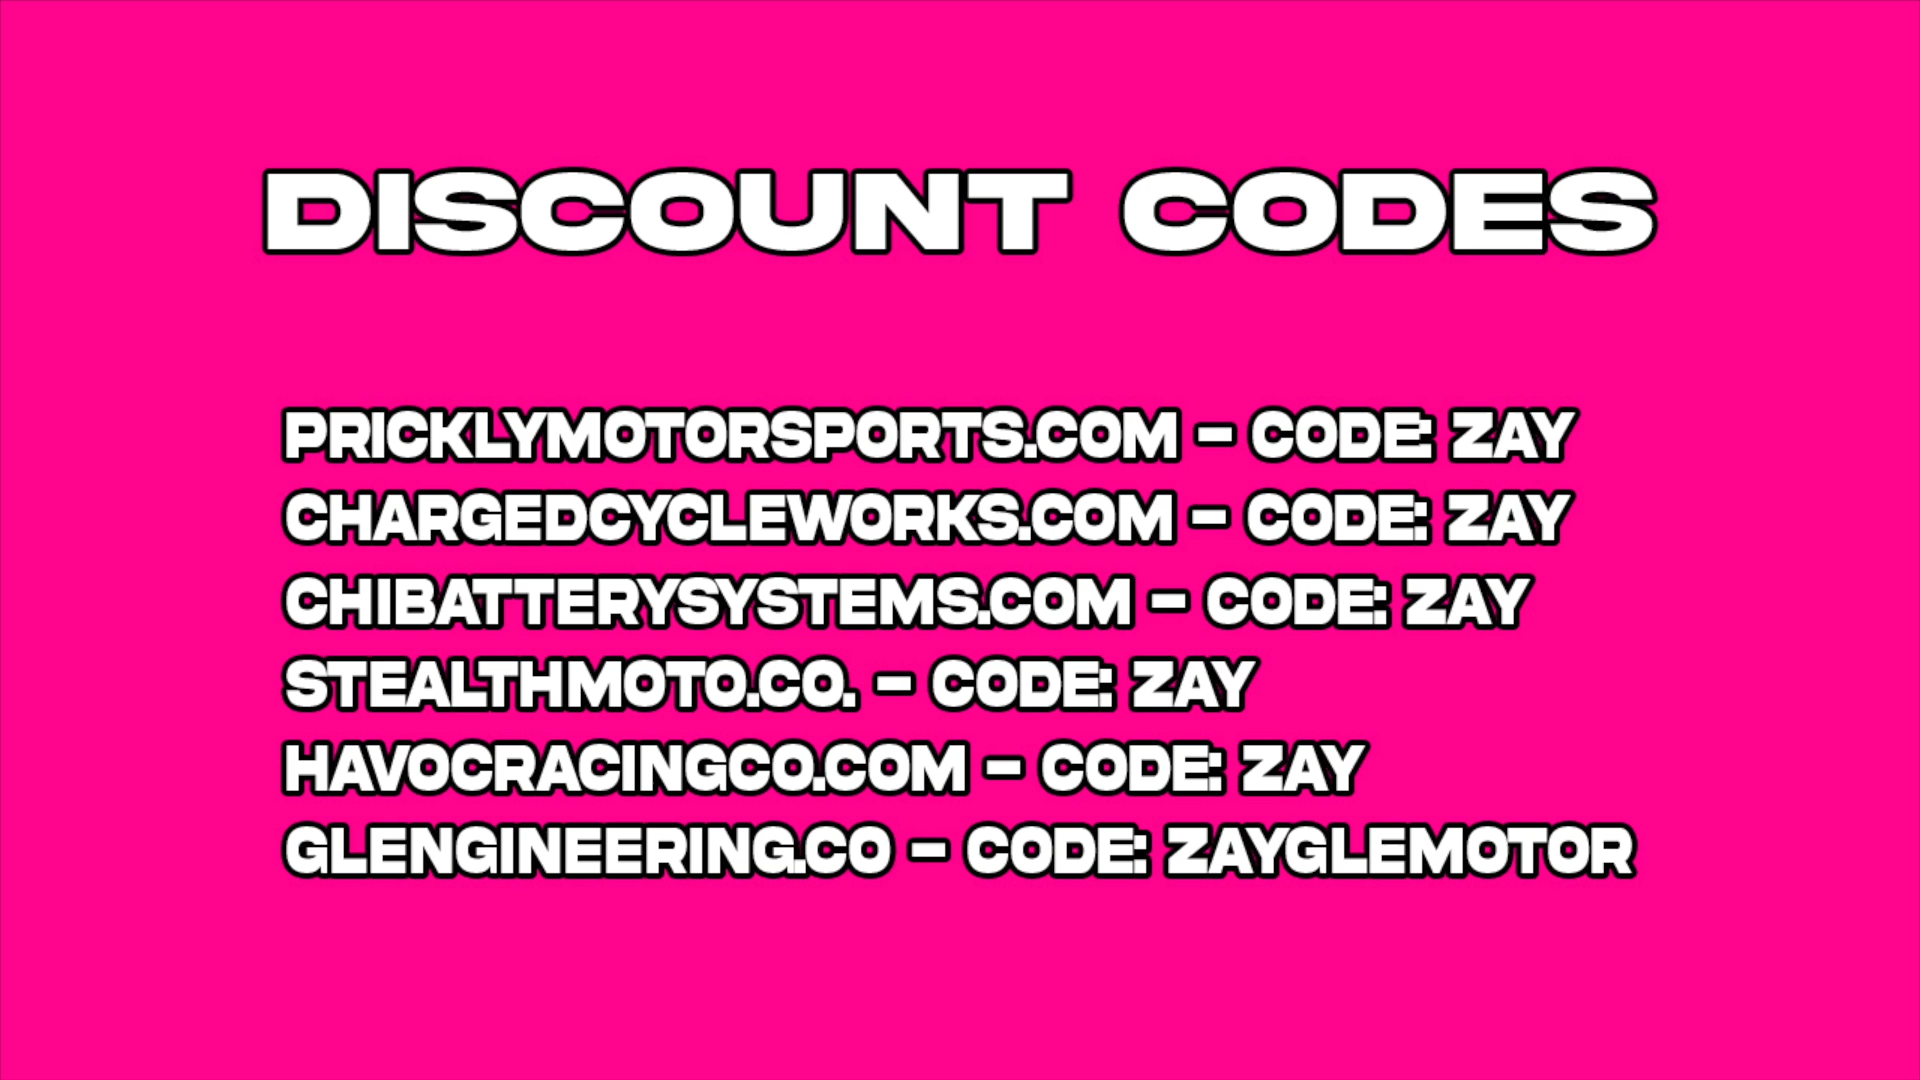 DISCOUNT CODES
PRICKLYMOTORSPORTS.COM - CODE: ZAY
CHARGEDCYCLEWORKS.COM - CODE: ZAY
CHIBATTERYSYSTEMS.COM - CODE: ZAY
STEALTHMOTO.CO. - CODE: ZAY
HAVOCRACINGCO.COM - CODE: ZAY
GLENGINEERING.CO - CODE: ZAYGLEMOTOR